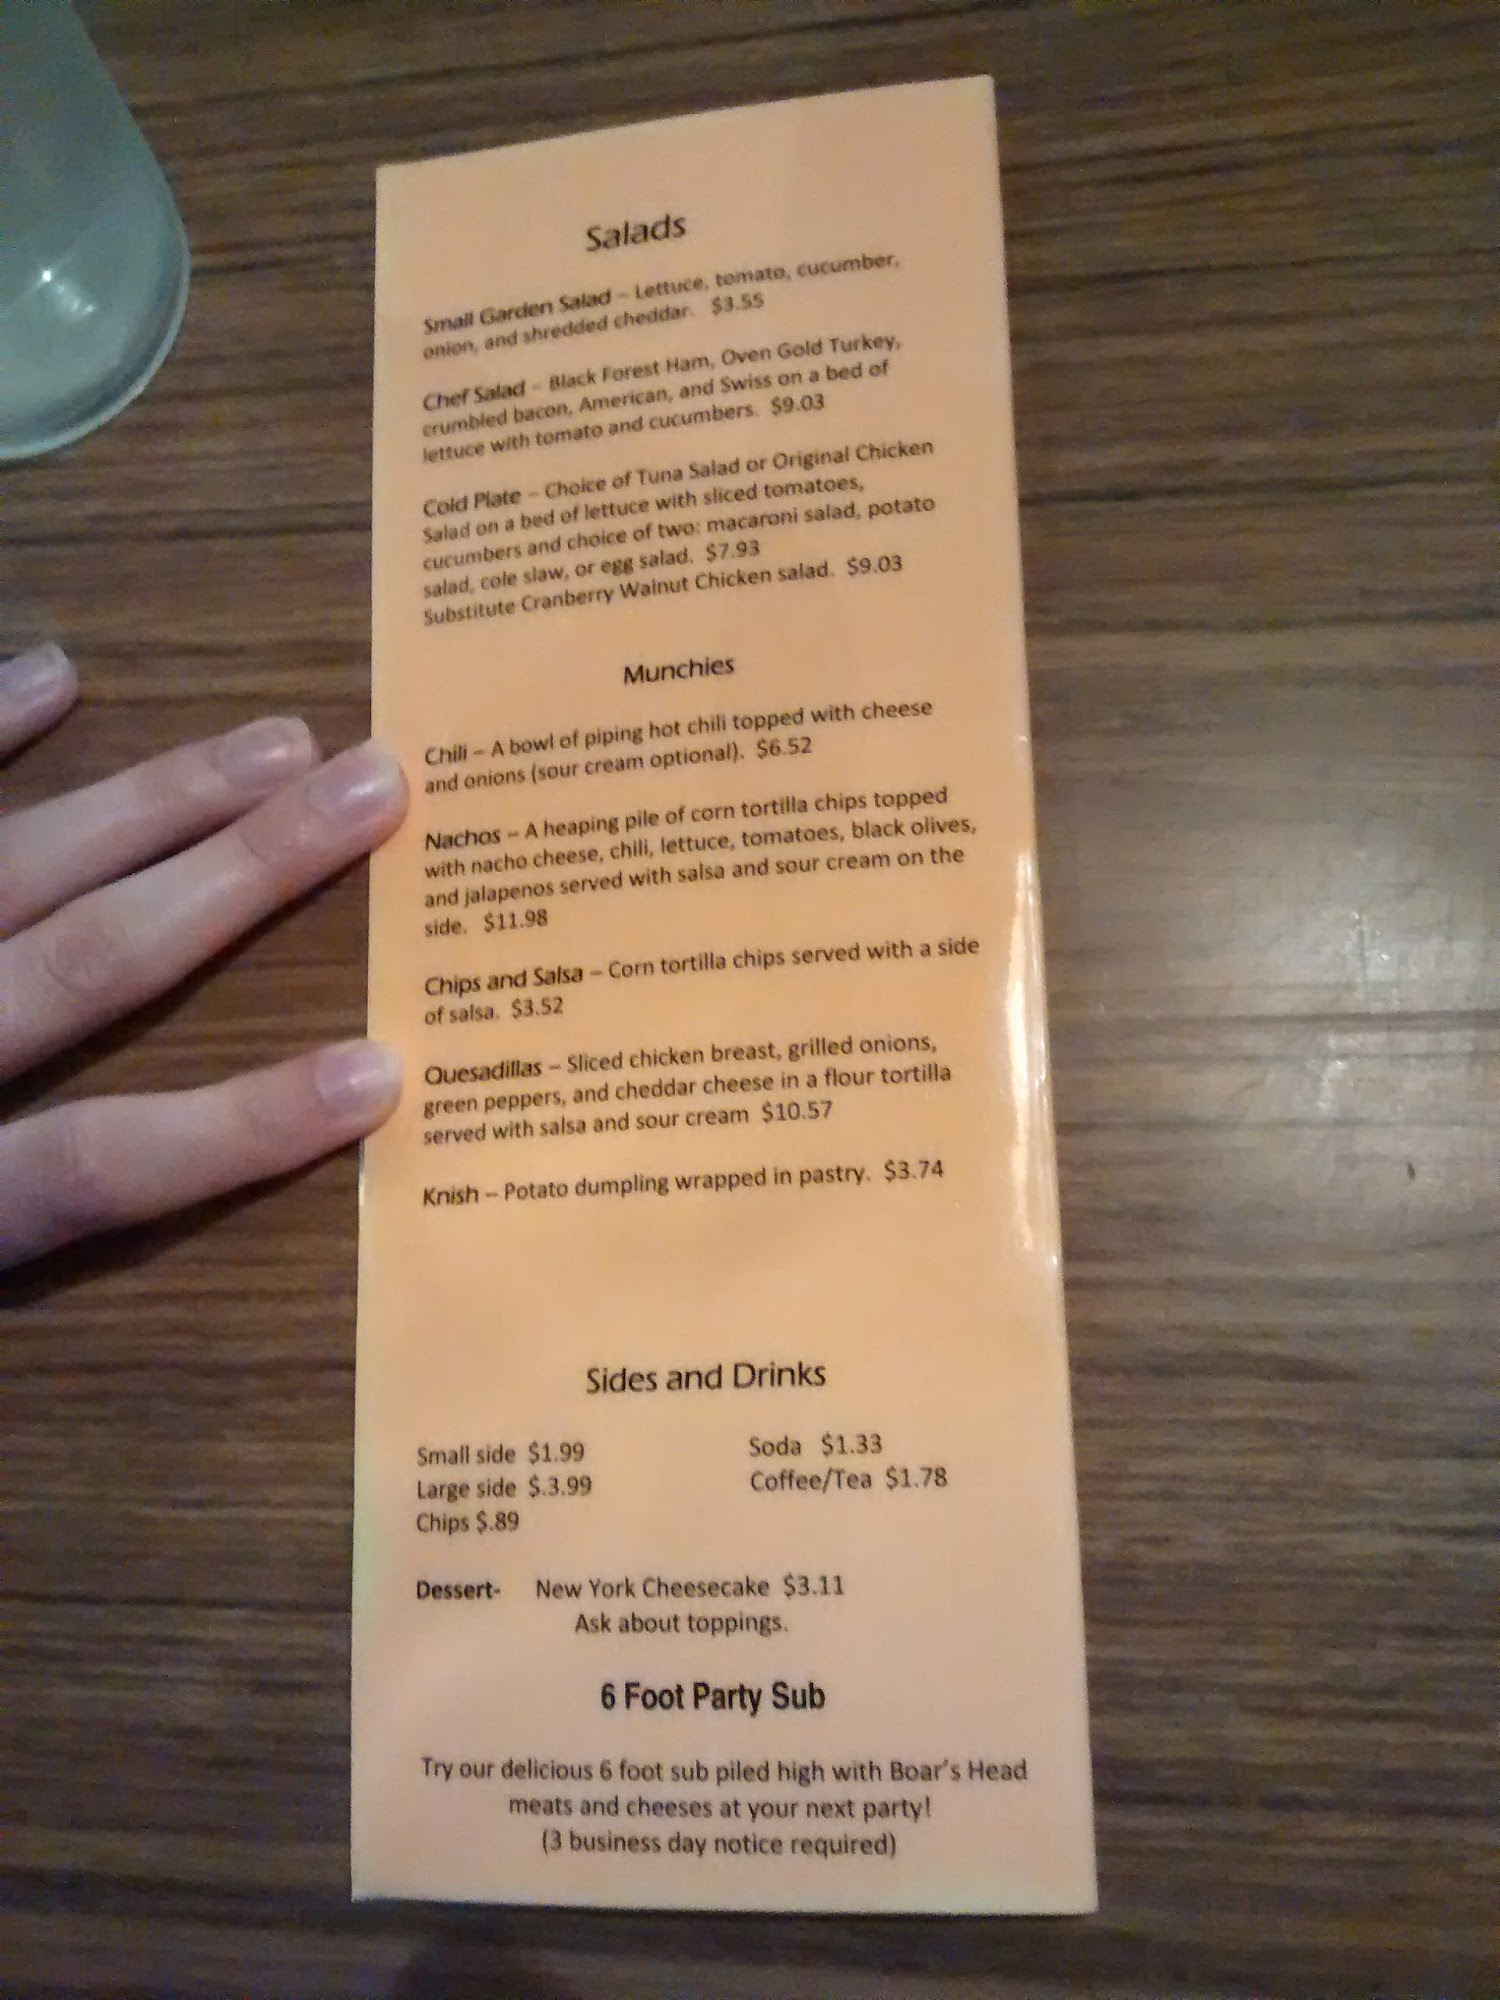 Salads
Small Garden Salad – Lettuce, tomato, cucumber,
onion, and shredded cheddar. $3.55
Chef Salad – Black Forest Ham, Oven Gold Turkey,
crumbled bacon, American, and Swiss on a bed of
lettuce with tomato and cucumbers. $9.03
Cold Plate – Choice of Tuna Salad or Original Chicken
Salad on a bed of lettuce with sliced tomatoes,
cucumbers and choice of two: macaroni salad, potato
salad, cole slaw, or egg salad. $7.93
Substitute Cranberry Walnut Chicken salad. $9.03
Munchies
Chili – A bowl of piping hot chili topped with cheese
and onions (sour cream optional). $6.52
Nachos – A heaping pile of corn tortilla chips topped
with nacho cheese, chili, lettuce, tomatoes, black olives,
and jalapenos served with salsa and sour cream on the
side. $11.98
Chips and Salsa – Corn tortilla chips served with a side
of salsa. $3.52
Quesadillas – Sliced chicken breast, grilled onions,
green peppers, and cheddar cheese in a flour tortilla
served with salsa and sour cream $10.57
Knish – Potato dumpling wrapped in pastry. $3.74
Sides and Drinks
Small side $1.99 Soda $1.33
Large side $.3.99 Coffee/Tea $1.78
Chips $.89
Dessert- New York Cheesecake $3.11
Ask about toppings.
6 Foot Party Sub
Try our delicious 6 foot sub piled high with Boar's Head
meats and cheeses at your next party!
(3 business day notice required)